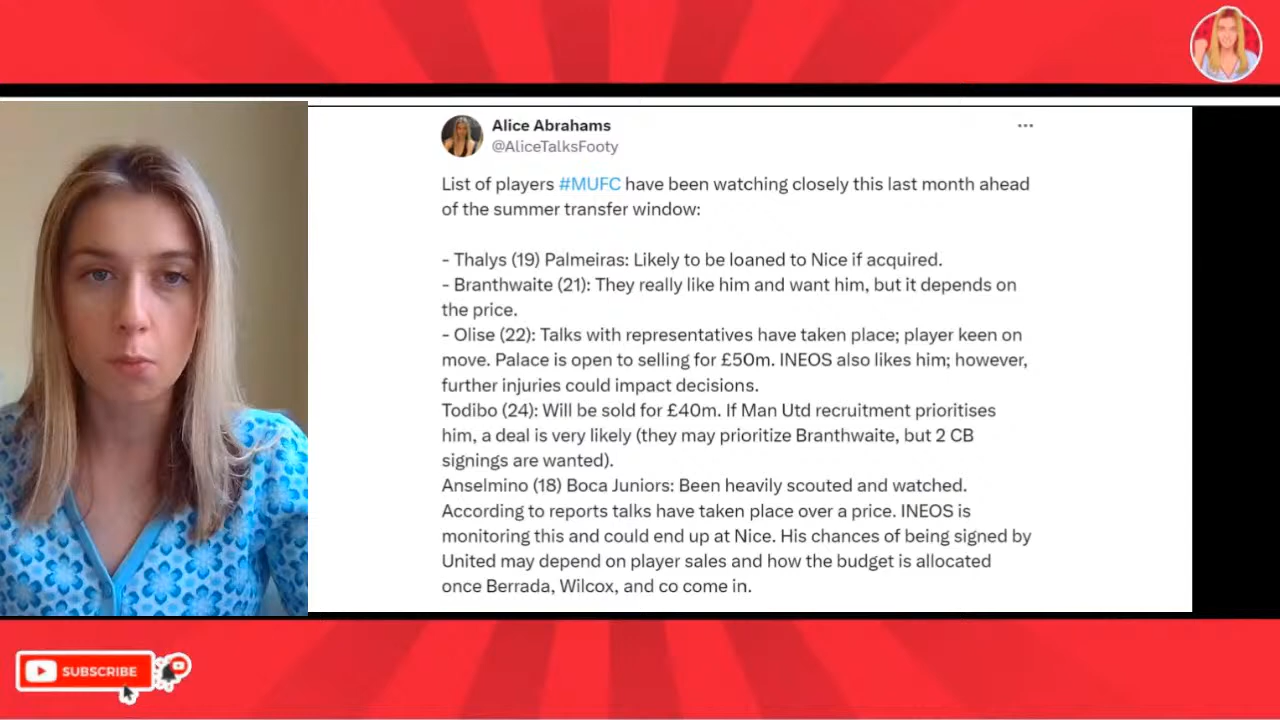 Alice Abrahams
@AliceTalksFooty
List of players #MUFC have been watching closely this last month ahead
of the summer transfer window:
- Thalys (19) Palmeiras: Likely to be loaned to Nice if acquired.
- Branthwaite (21): They really like him and want him, but it depends on
the price.
- Olise (22): Talks with representatives have taken place; player keen on
move. Palace is open to selling for £50m. INEOS also likes him; however,
further injuries could impact decisions.
Todibo (24): Will be sold for £40m. If Man Utd recruitment prioritises
him, a deal is very likely (they may prioritize Branthwaite, but 2 CB
signings are wanted).
Anselmino (18) Boca Juniors: Been heavily scouted and watched.
According to reports talks have taken place over a price. INEOS is
monitoring this and could end up at Nice. His chances of being signed by
United may depend on player sales and how the budget is allocated
once Berrada, Wilcox, and co come in.
SUBSCRIBE